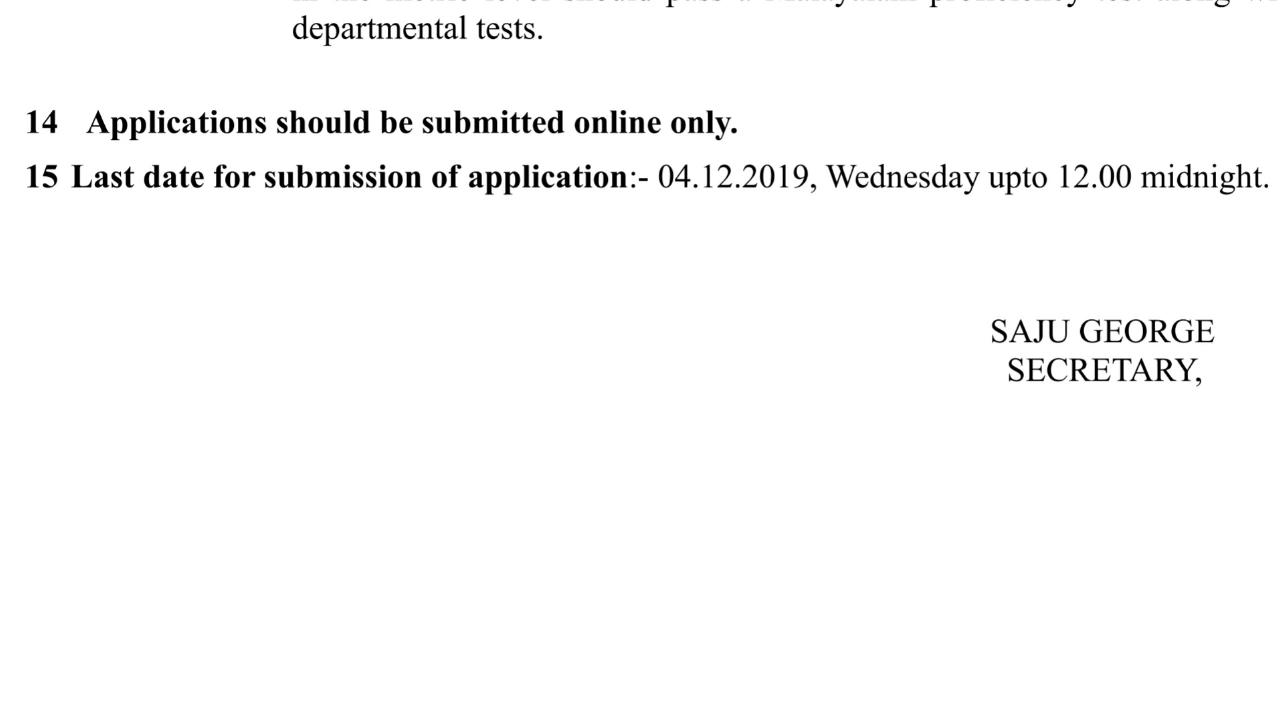 departmental tests.
14 Applications should be submitted online only.
15 Last date for submission of application:- 04.12.2019, Wednesday upto 12.00 midnight.
SAJU GEORGE
SECRETARY,